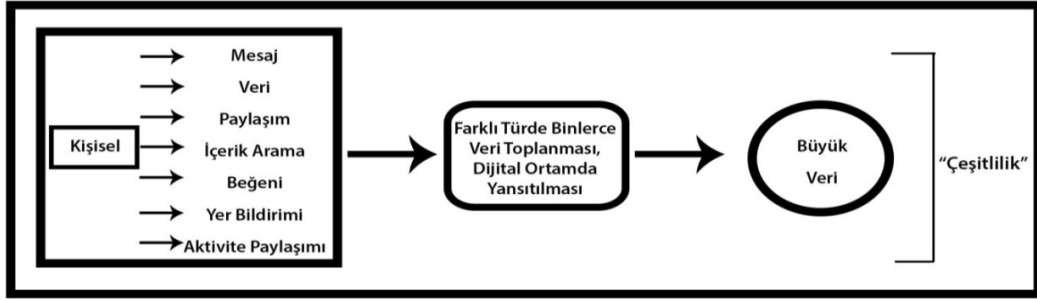 Kişisel
Mesaj
Veri
Paylaşım
İçerik Arama
Beğeni
Yer Bildirimi
Aktivite Paylaşımı
Farklı Türde Binlerce
Veri Toplanması,
Dijital Ortamda
Yansıtılması
Büyük
Veri
“Çeşitlilik”